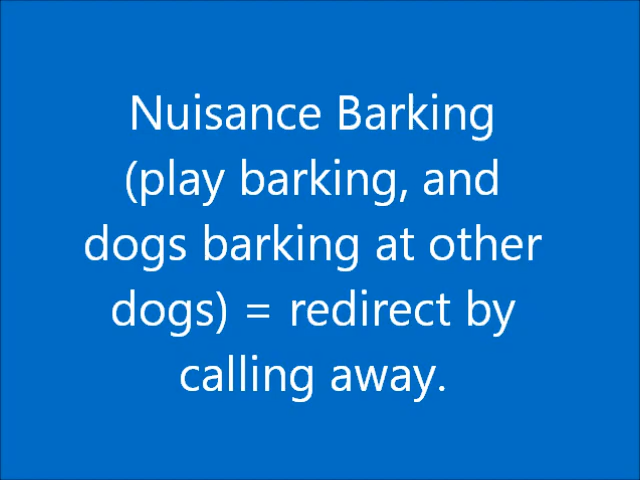 Nuisance Barking
(play barking, and
dogs barking at other
dogs) = redirect by
calling away.